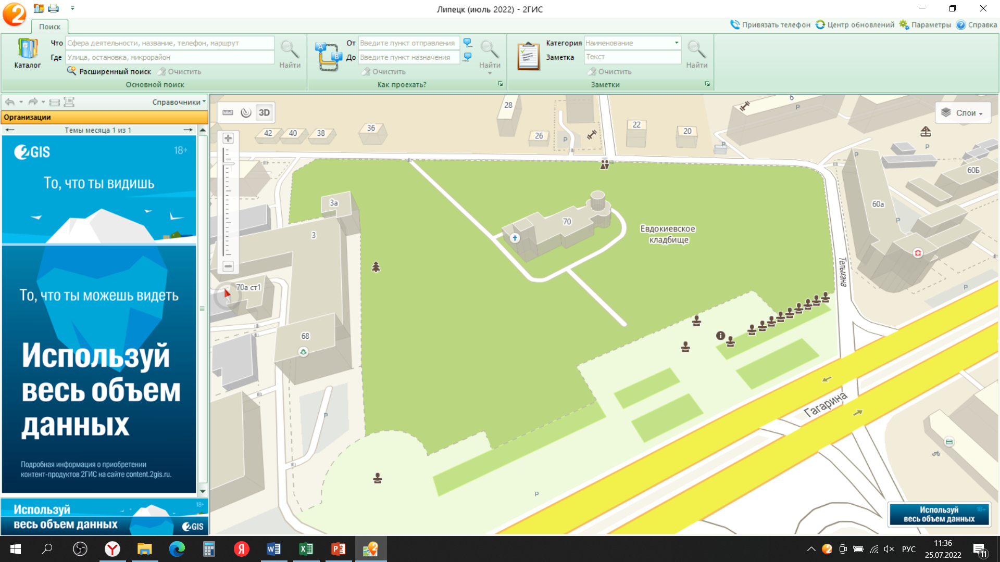 Липецк (июль 2022) - 2ГИС
Поиск
Привязать телефон
Центр обновлений
Параметры
Справка
Каталог
Что
Сфера деятельности, название, телефон, маршрут
Где
Улица, остановка, микрорайон
Найти
Расширенный поиск
Очистить
Основной поиск
От
Введите пункт отправления
До
Введите пункт назначения
Найти
Очистить
Как проехать?
Категория
Наименование
Заметка
Текст
Найти
Очистить
Заметки
Справочники
Организации
Темы месяца 1 из 1
2GIS
18+
То, что ты видишь
То, что ты можешь видеть
Используй
весь объем
данных
Подробная информация о приобретении
контент-продуктов 2ГИС на сайте content.2gis.ru.
Используй
весь объем данных
18+
2GIS
3D
Слои
28
6
P
42
40
38
36
26
P
22
20
P
P
P
60Б
60а
P
P
3а
3
70
Евдокиевское
кладбище
Тельмана
70а ст1
68
P
P
Гагарина
Используй
весь объем данных
18+
A
B
РУС
11:36
25.07.2022
11